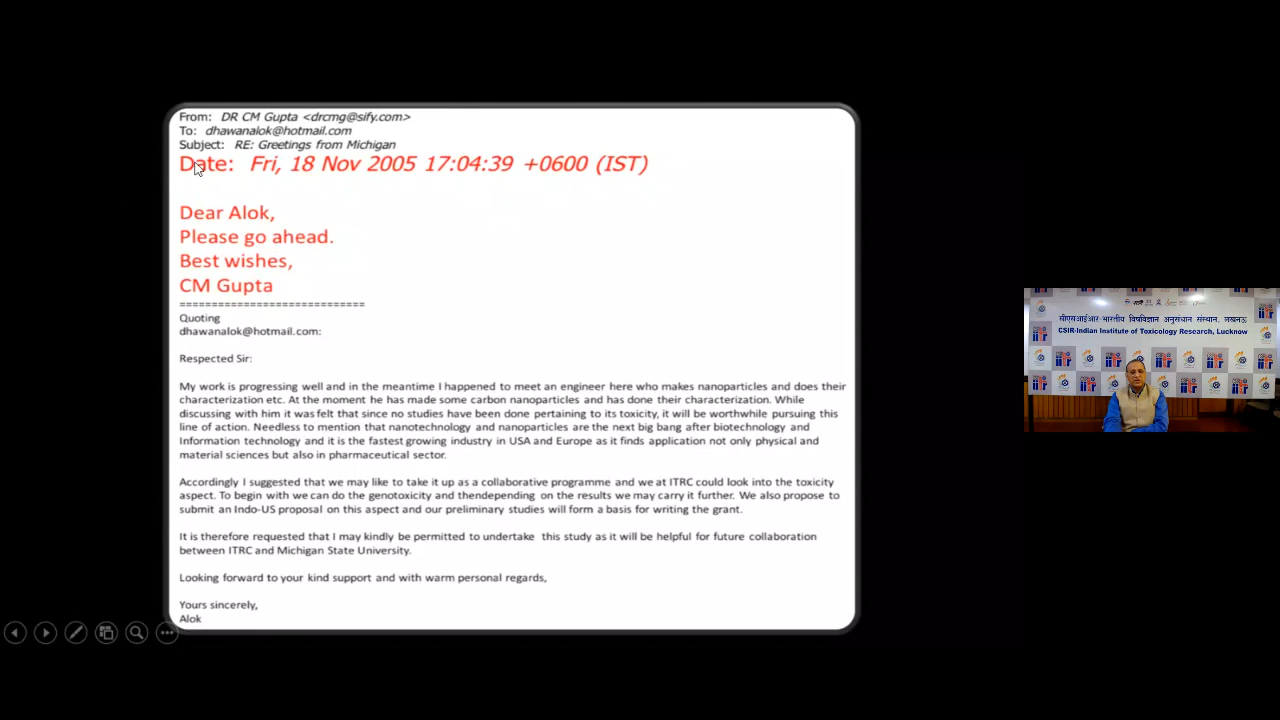 From: DR CM Gupta <drcmg@sify.com>
To: dhawanalok@hotmail.com
Subject: RE: Greetings from Michigan
Date: Fri, 18 Nov 2005 17:04:39 +0600 (IST)
Dear Alok,
Please go ahead.
Best wishes,
CM Gupta
============================
Quoting
dhawanalok@hotmail.com:
Respected Sir:
My work is progressing well and in the meantime I happened to meet an engineer here who makes nanoparticles and does their
characterization etc. At the moment he has made some carbon nanoparticles and has done their characterization. While
discussing with him it was felt that since no studies have been done pertaining to its toxicity, it will be worthwhile pursuing this
line of action. Needless to mention that nanotechnology and nanoparticles are the next big bang after biotechnology and
Information technology and it is the fastest growing industry in USA and Europe as it finds application not only physical and
material sciences but also in pharmaceutical sector.
Accordingly I suggested that we may like to take it up as a collaborative programme and we at ITRC could look into the toxicity
aspect. To begin with we can do the genotoxicity and thendepending on the results we may carry it further. We also propose to
submit an Indo-US proposal on this aspect and our preliminary studies will form a basis for writing the grant.
It is therefore requested that I may kindly be permitted to undertake this study as it will be helpful for future collaboration
between ITRC and Michigan State University.
Looking forward to your kind support and with warm personal regards,
Yours sincerely,
Alok
सीएसआईआर-भारतीय विषविज्ञान अनुसंधान संस्थान, लखनऊ
CSIR-Indian Institute of Toxicology Research, Lucknow